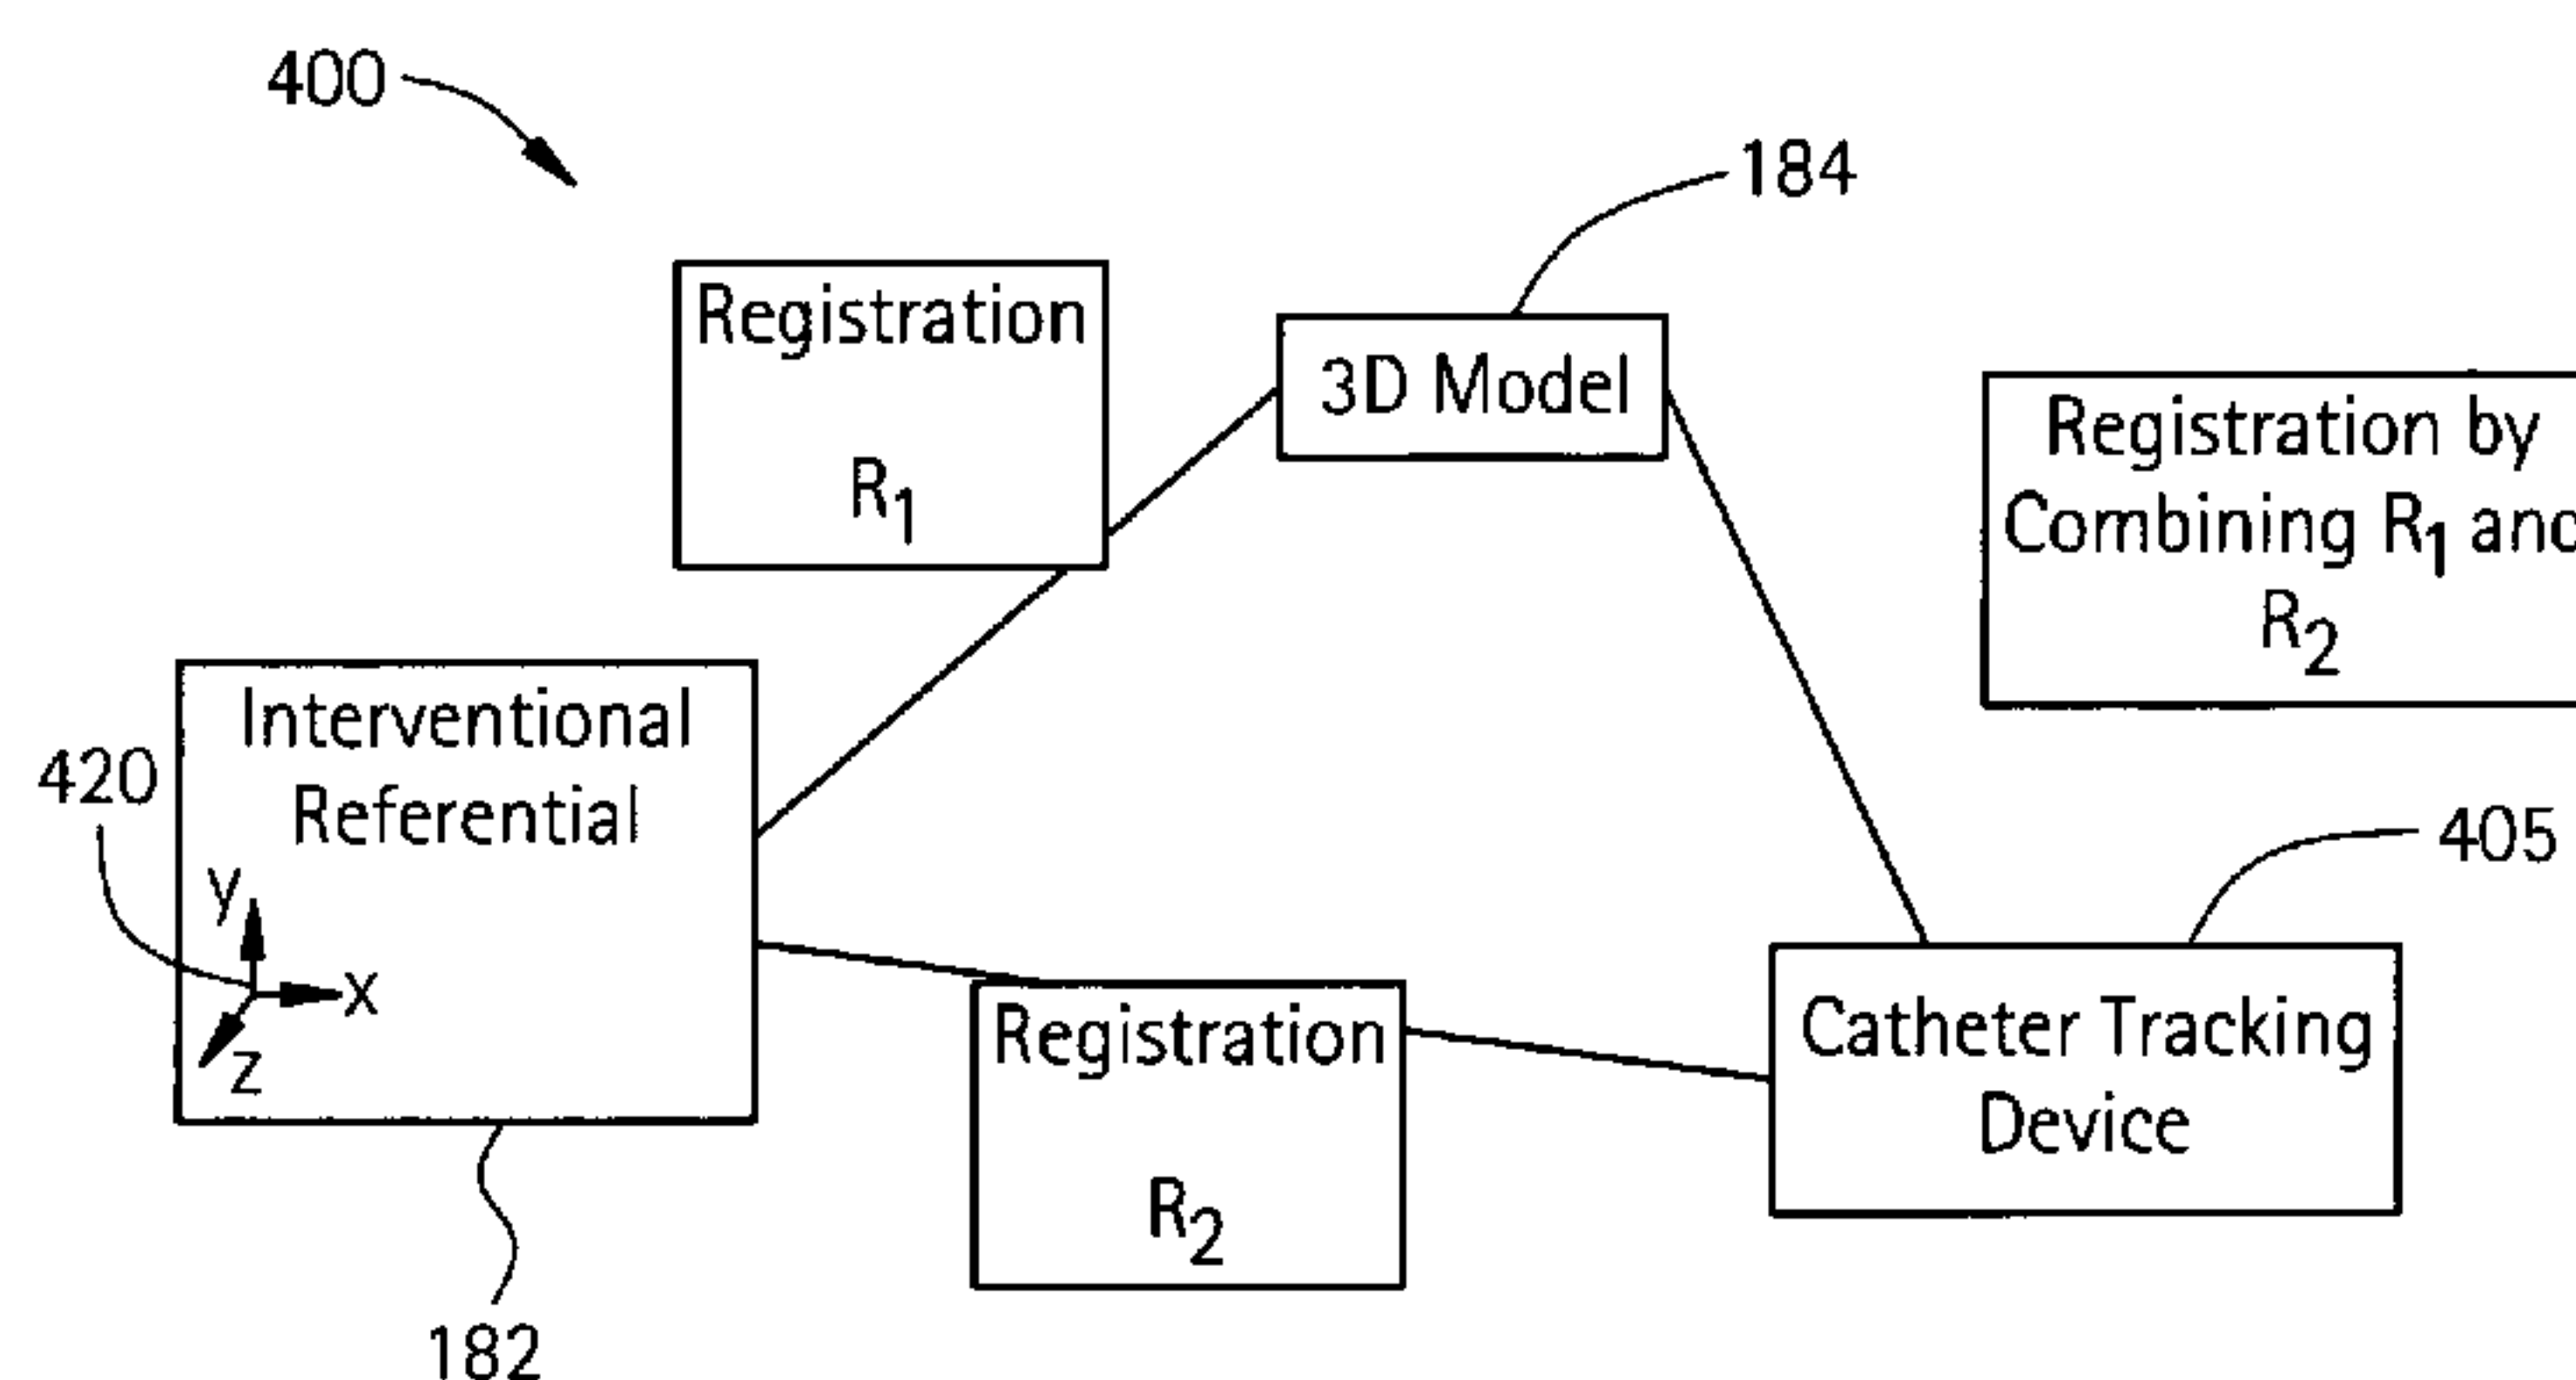 400
184
Registration
R1
3D Model
Registration by
Combining R1 and
R2
Interventional
Referential
420
y
x
z
405
Registration
R2
Catheter Tracking
Device
182